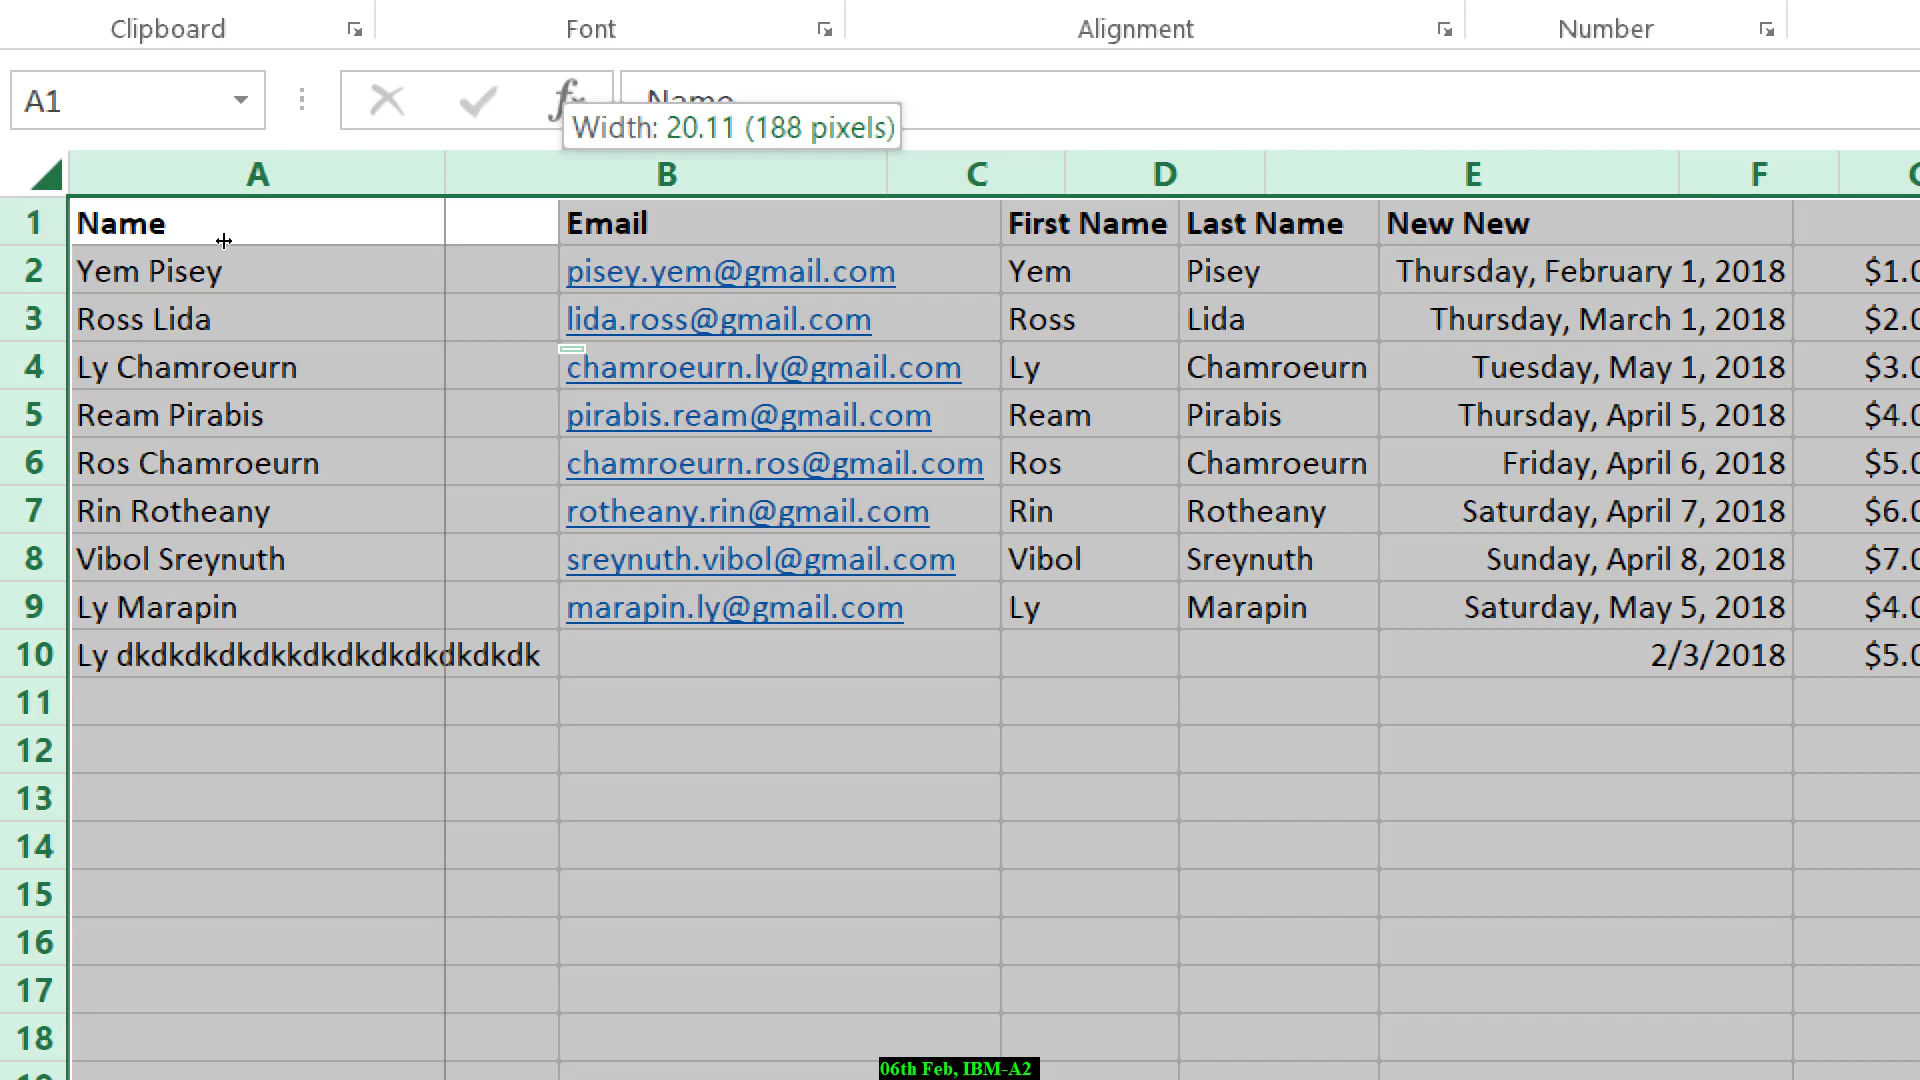 Clipboard Font Alignment Number
A1 fx Name
Width: 20.11 (188 pixels)
A B C D E F
1 Name Email First Name Last Name New New
2 Yem Pisey pisey.yem@gmail.com Yem Pisey Thursday, February 1, 2018 $1.0
3 Ross Lida lida.ross@gmail.com Ross Lida Thursday, March 1, 2018 $2.0
4 Ly Chamroeurn chamroeurn.ly@gmail.com Ly Chamroeurn Tuesday, May 1, 2018 $3.0
5 Ream Pirabis pirabis.ream@gmail.com Ream Pirabis Thursday, April 5, 2018 $4.0
6 Ros Chamroeurn chamroeurn.ros@gmail.com Ros Chamroeurn Friday, April 6, 2018 $5.0
7 Rin Rotheany rotheany.rin@gmail.com Rin Rotheany Saturday, April 7, 2018 $6.0
8 Vibol Sreynuth sreynuth.vibol@gmail.com Vibol Sreynuth Sunday, April 8, 2018 $7.0
9 Ly Marapin marapin.ly@gmail.com Ly Marapin Saturday, May 5, 2018 $4.0
10 Ly dkdkdkdkdkkdkdkdkdkdkdkdk 2/3/2018 $5.0
11
12
13
14
15
16
17
18
06th Feb, IBM-A2